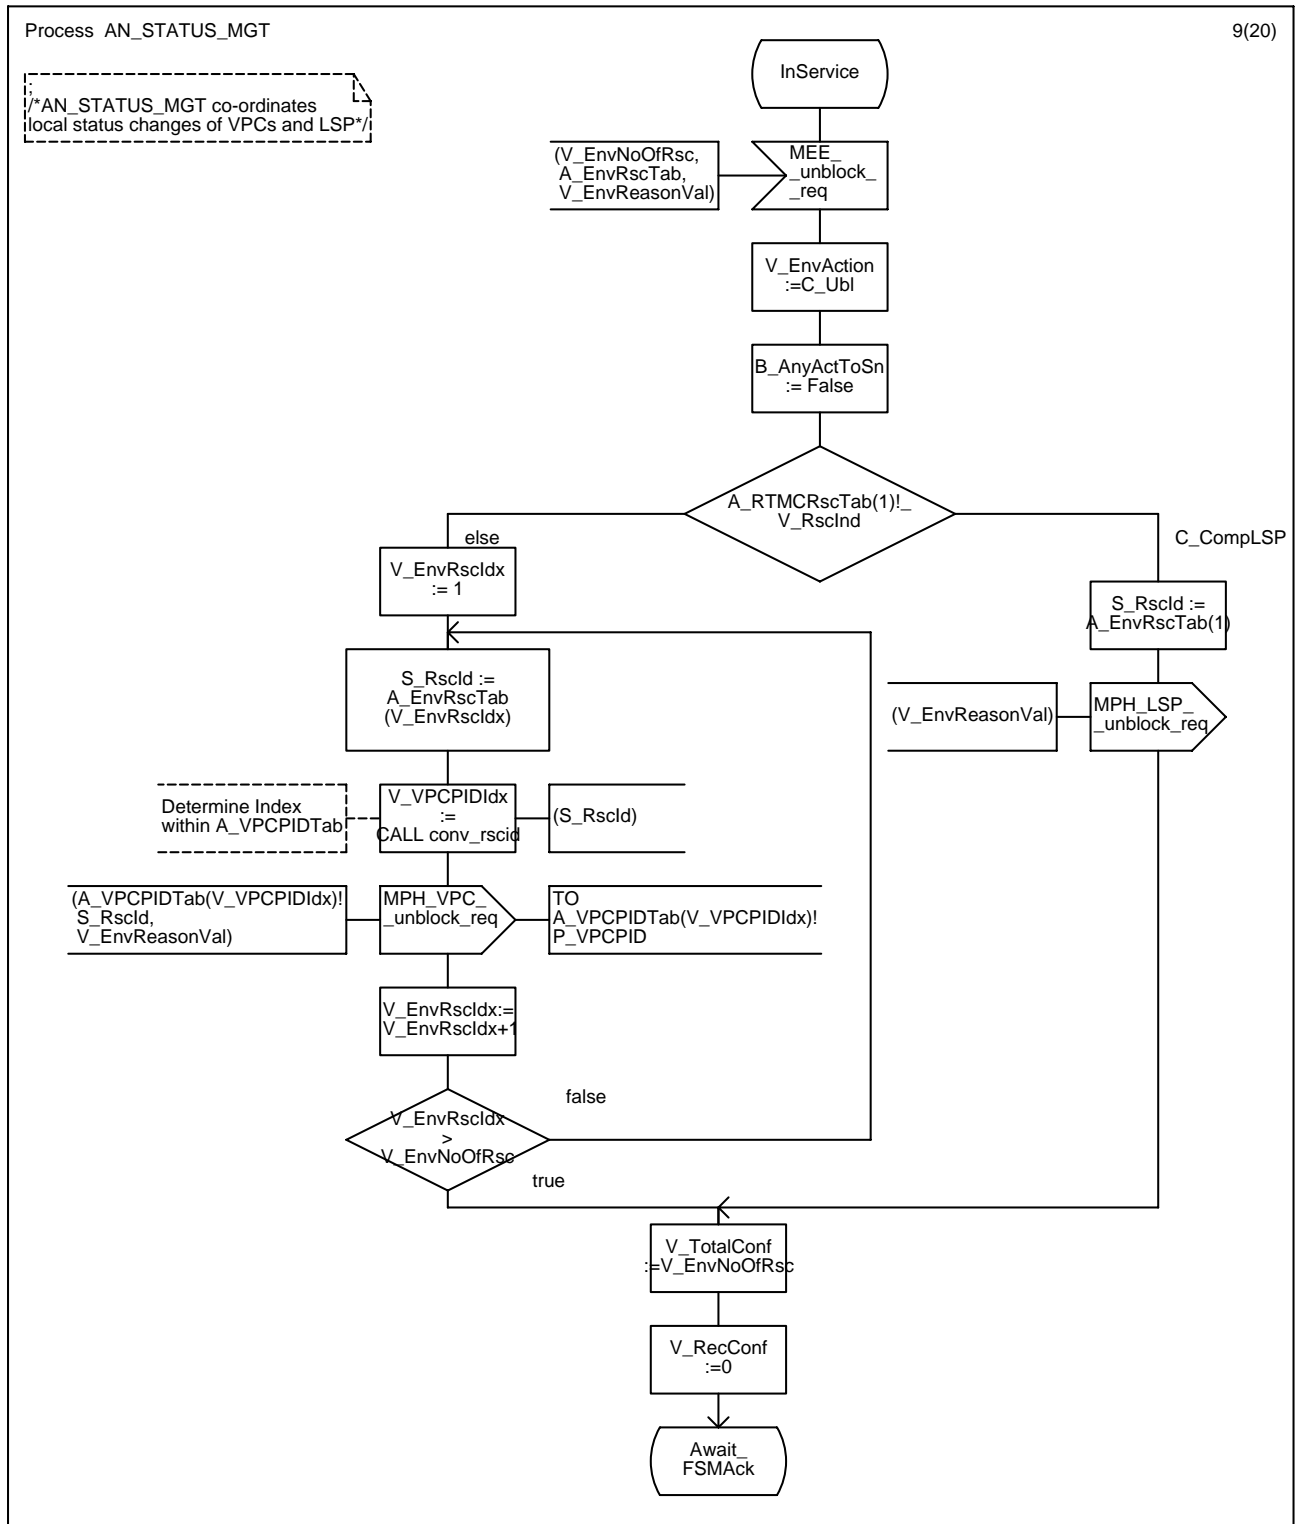 Process AN_STATUS_MGT
9(20)
;
/*AN_STATUS_MGT co-ordinates
local status changes of VPCs and LSP*/
InService
(V_EnvNoOfRsc,
A_EnvRscTab,
V_EnvReasonVal)
MEE_
_unblock_
_req
V_EnvAction
:=C_Ubl
B_AnyActToSn
:= False
A_RTMCRscTab(1)!_
V_RscInd
else
C_CompLSP
V_EnvRscIdx
:= 1
S_RscId :=
A_EnvRscTab(1)
S_RscId :=
A_EnvRscTab
(V_EnvRscIdx)
(V_EnvReasonVal)
MPH_LSP_
_unblock_req
Determine Index
within A_VPCPIDTab
V_VPCPIDIdx
:=
CALL conv_rscid
(S_RscId)
(A_VPCPIDTab(V_VPCPIDIdx)!
S_RscId,
V_EnvReasonVal)
MPH_VPC_
_unblock_req
TO
A_VPCPIDTab(V_VPCPIDIdx)!
P_VPCPID
V_EnvRscIdx:=
V_EnvRscIdx+1
false
V_EnvRscIdx
>
V_EnvNoOfRsc
true
V_TotalConf
:=V_EnvNoOfRsc
V_RecConf
:=0
Await_
FSMAck